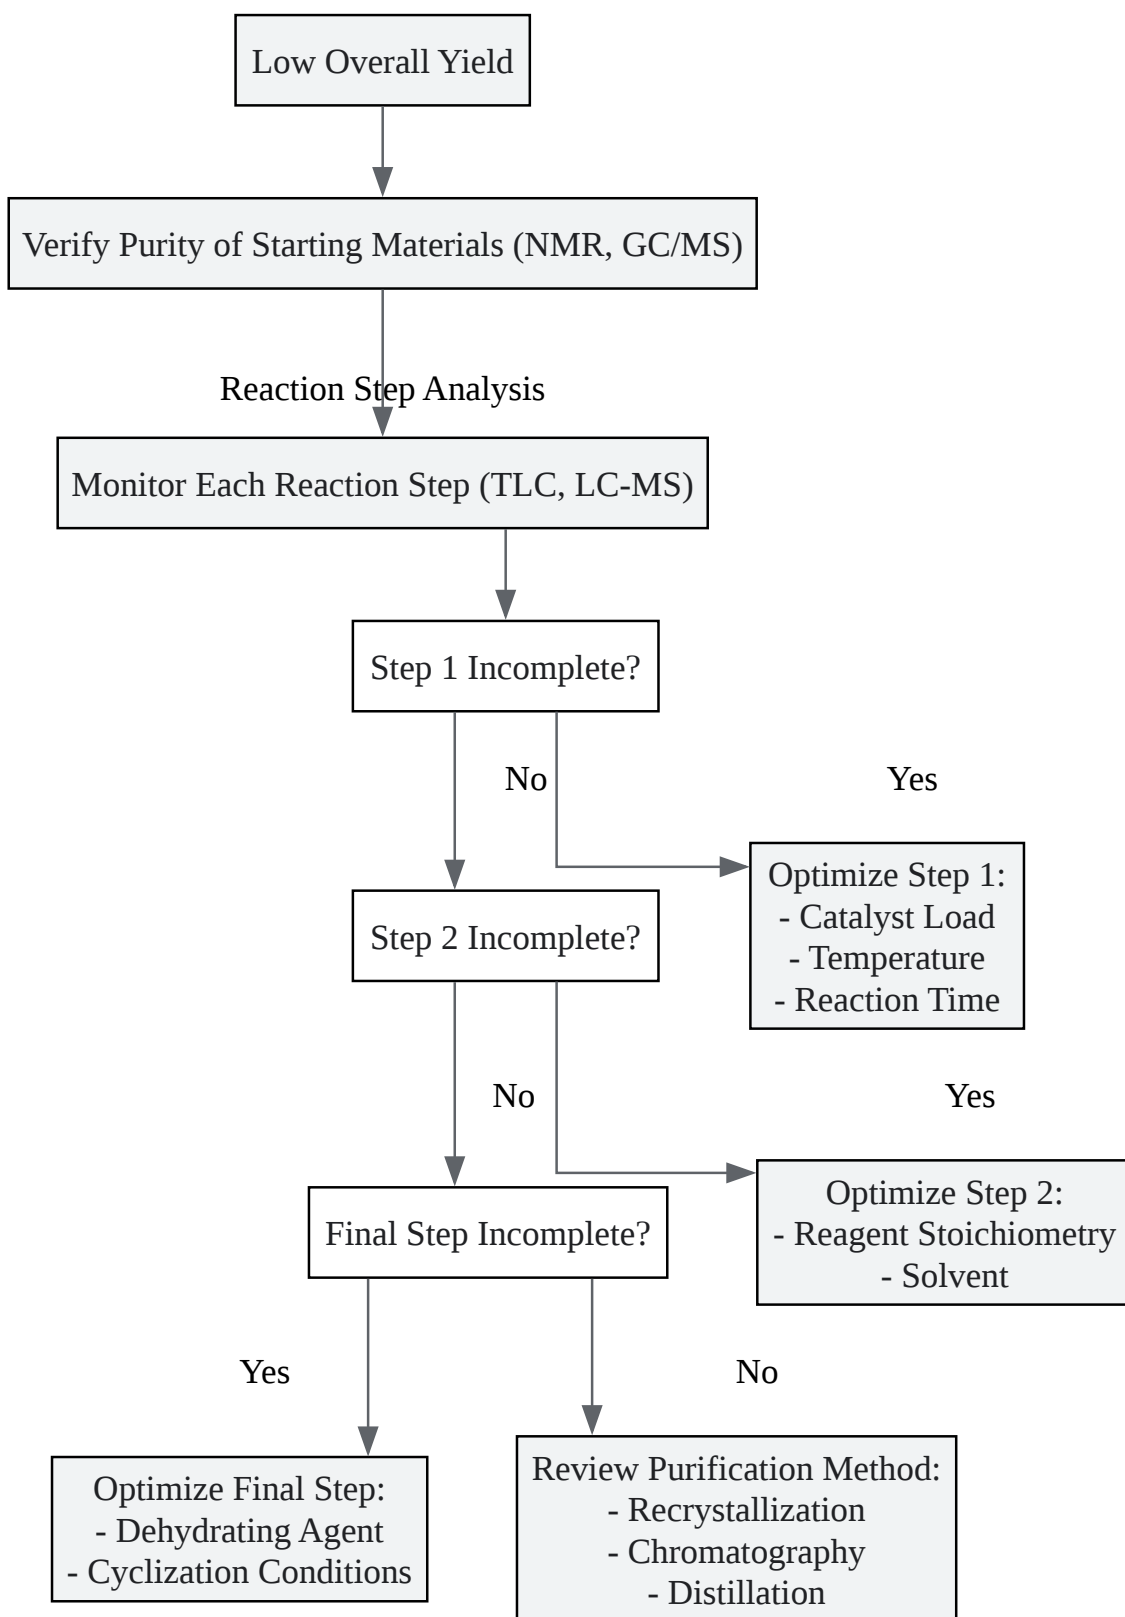 Low Overall Yield
Verify Purity of Starting Materials (NMR, GC/MS)
Reaction Step Analysis
Monitor Each Reaction Step (TLC, LC-MS)
Step 1 Incomplete?
No
Yes
Optimize Step 1:
- Catalyst Load
- Temperature
- Reaction Time
Step 2 Incomplete?
No
Yes
Optimize Step 2:
- Reagent Stoichiometry
- Solvent
Final Step Incomplete?
Yes
No
Optimize Final Step:
- Dehydrating Agent
- Cyclization Conditions
Review Purification Method:
- Recrystallization
- Chromatography
- Distillation